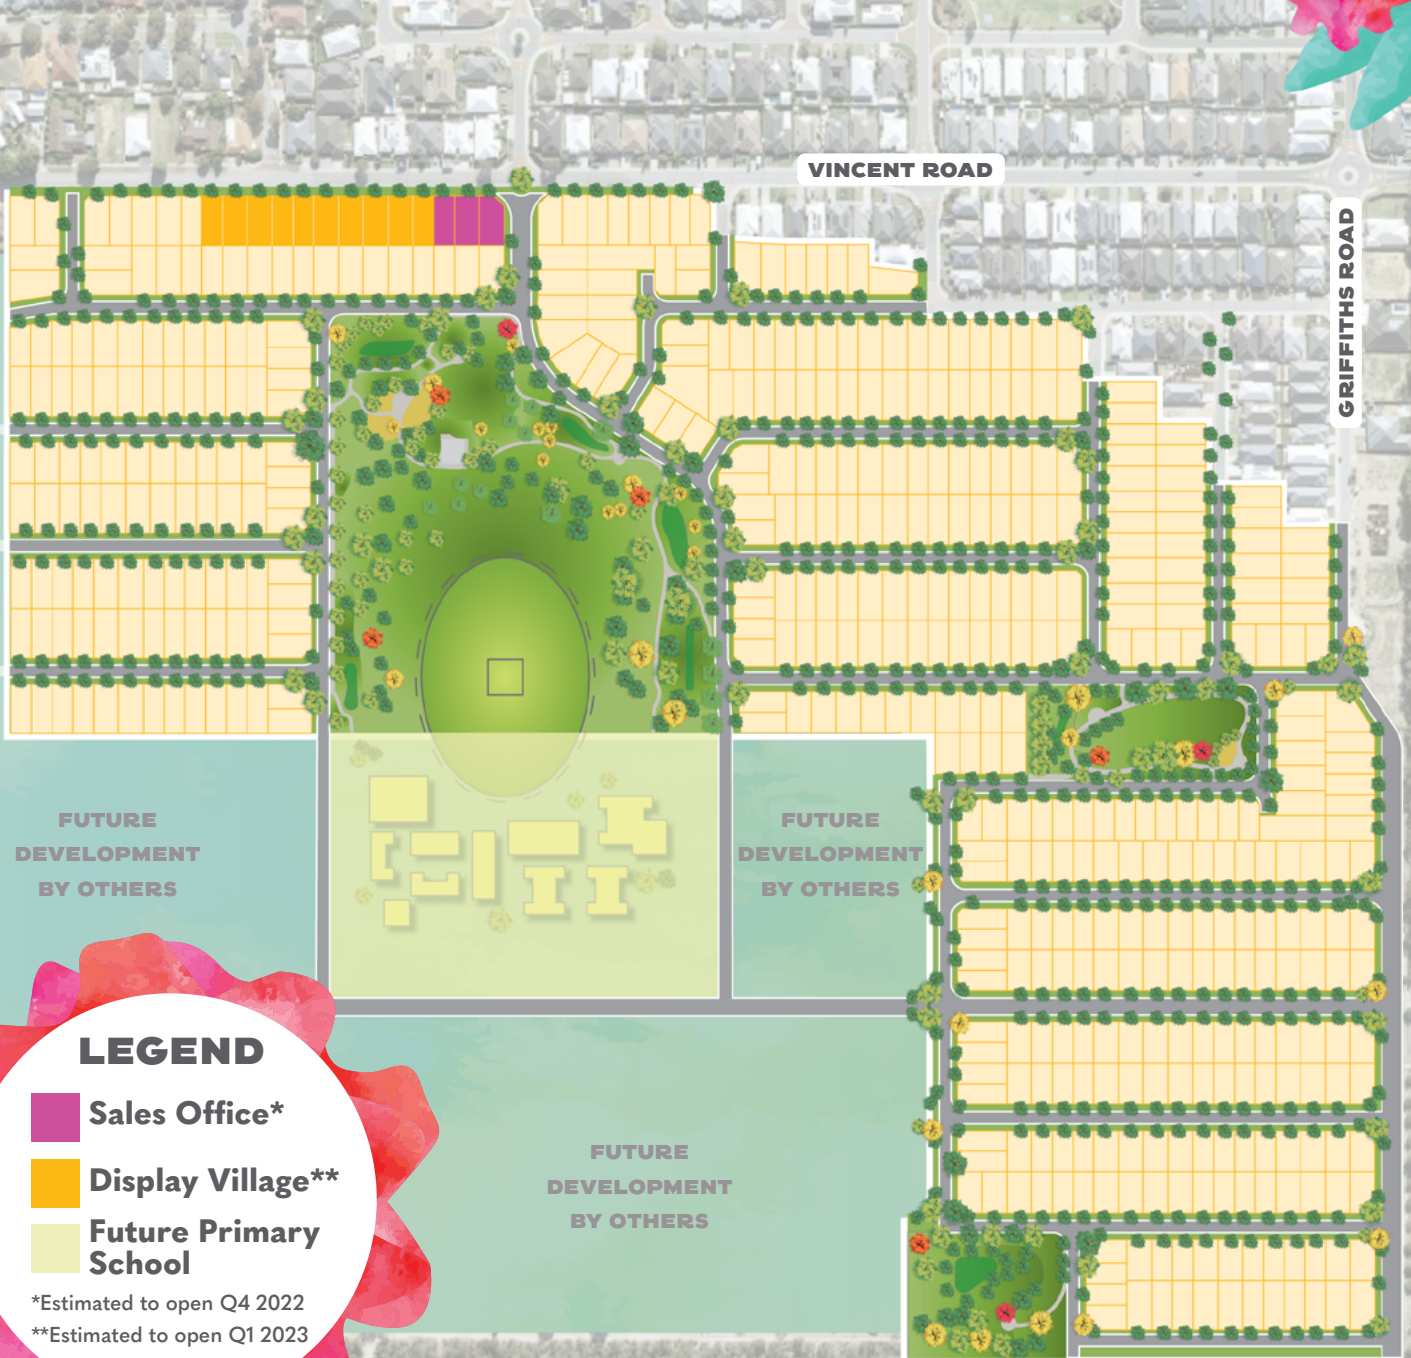 VINCENT ROAD
GRIFFITHS ROAD
FUTURE
DEVELOPMENT
BY OTHERS
FUTURE
DEVELOPMENT
BY OTHERS
FUTURE
DEVELOPMENT
BY OTHERS
LEGEND
Sales Office*
Display Village**
Future Primary
School
*Estimated to open Q4 2022
**Estimated to open Q1 2023